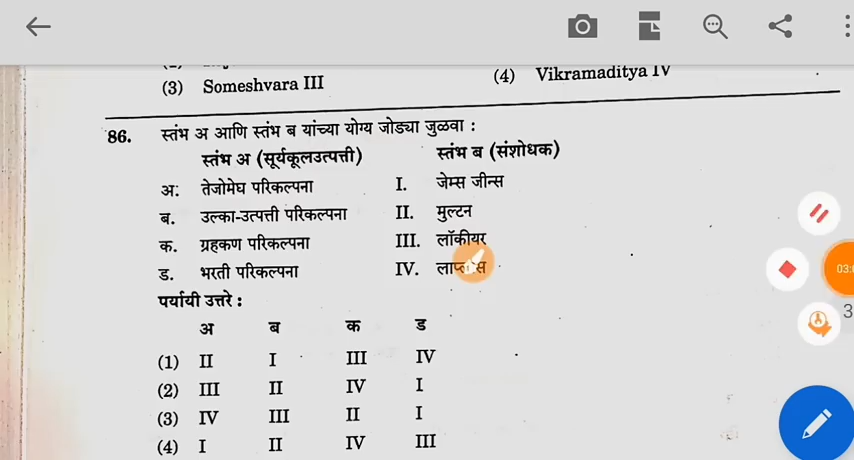 (3) Someshvara III (4) Vikramaditya IV
86. स्तंभ अ आणि स्तंभ ब यांच्या योग्य जोड्या जुळवा :
स्तंभ अ (सूर्यकूलउत्पत्ती) स्तंभ ब (संशोधक)
अ: तेजोमेघ परिकल्पना I. जेम्स जीन्स
ब. उल्का-उत्पत्ती परिकल्पना II. मुल्टन
क. ग्रहकण परिकल्पना III. लॉकीयर
ड. भरती परिकल्पना IV.
पर्यायी उत्तरे :
अ ब क ड
(1) II I III IV
(2) III II IV I
(3) IV III II I
(4) I II IV III